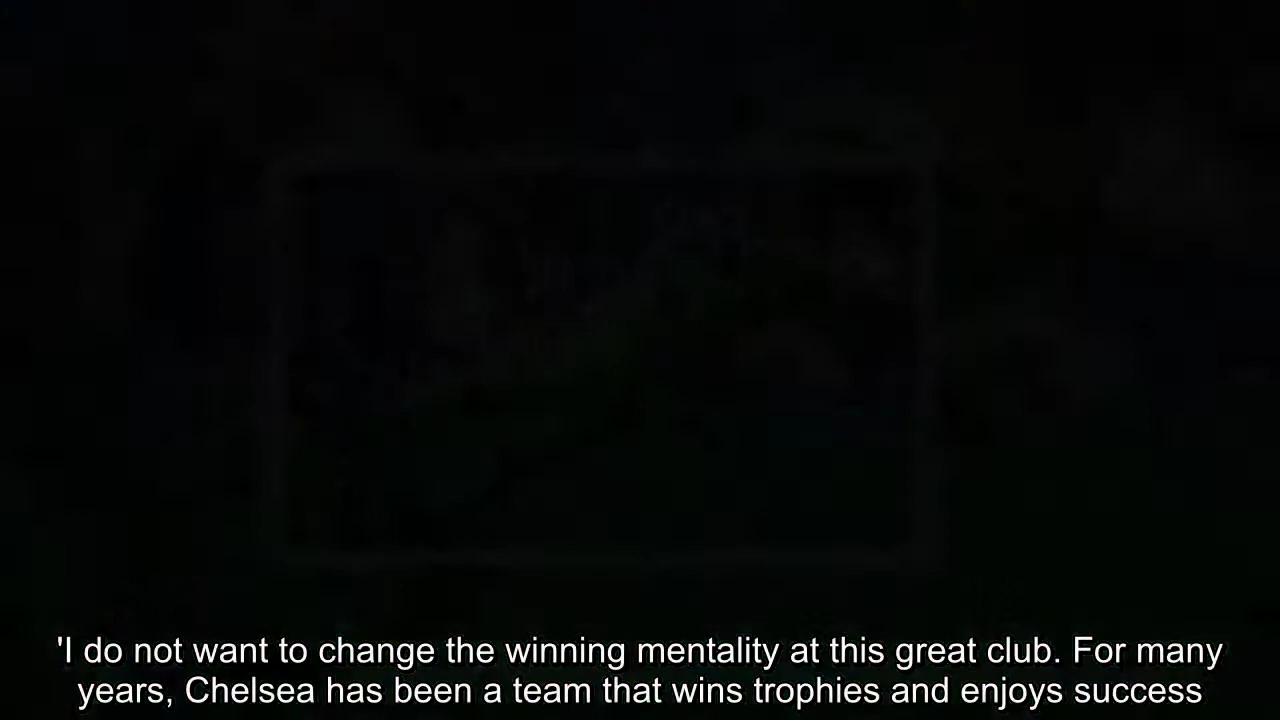 'I do not want to change the winning mentality at this great club. For many
years, Chelsea has been a team that wins trophies and enjoys success